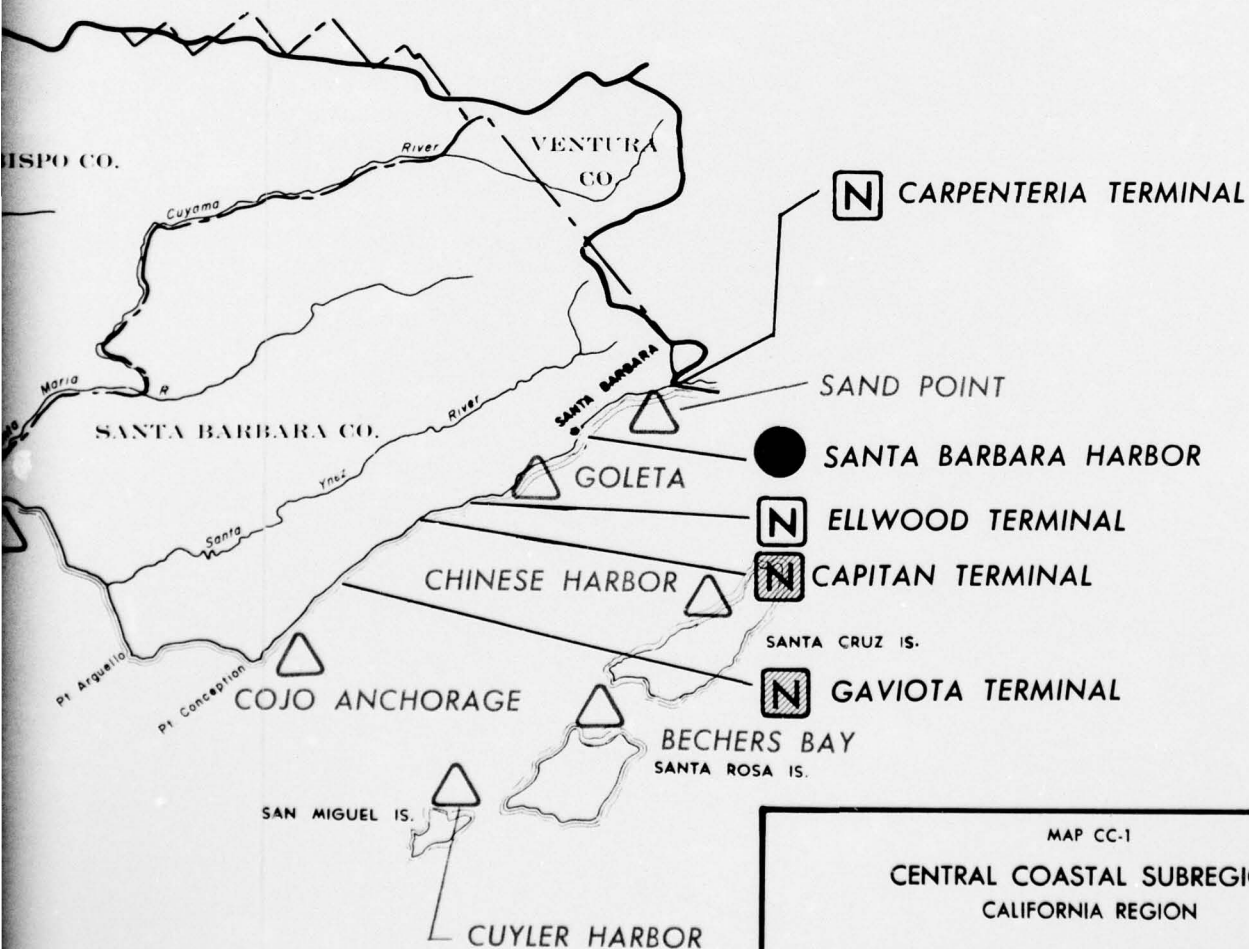 VENTURA
CO
ISPO CO.
River
Cuyama
N CARPENTERIA TERMINAL
Maria
R
SANTA BARBARA CO.
River
Ynez
Santa
SANTA BARBARA
SAND POINT
SANTA BARBARA HARBOR
GOLETA
N ELLWOOD TERMINAL
CHINESE HARBOR
N CAPITAN TERMINAL
SANTA CRUZ IS.
Pt Arguello
Pt Conception
COJO ANCHORAGE
N GAVIOTA TERMINAL
BECHERS BAY
SANTA ROSA IS.
SAN MIGUEL IS.
CUYLER HARBOR
MAP CC-1
CENTRAL COASTAL SUBREGI
CALIFORNIA REGION